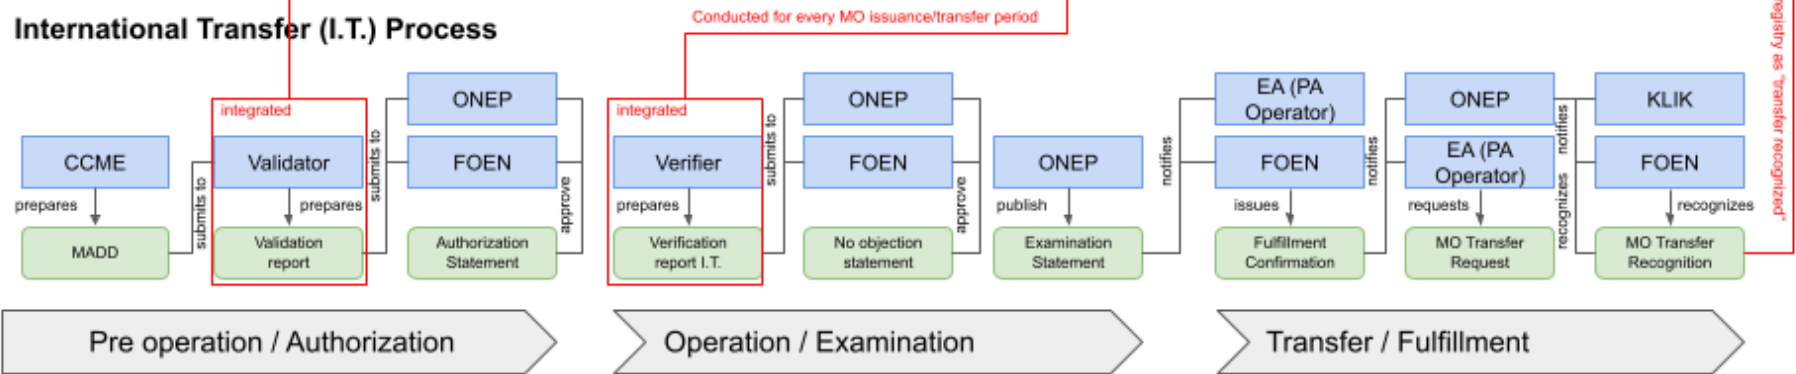 Conducted for every MO issuance/transfer period
International Transfer (I.T.) Process
registry as "transfer recognized"
integrated
ONEP
integrated
ONEP
EA (PA
Operator)
ONEP
KLIK
CCME
Validator
submits to
FOEN
Verifier
submits to
FOEN
ONEP
notifies
FOEN
notifies
EA (PA
Operator)
notifies
FOEN
prepares
submits to
prepares
approve
prepares
approve
publish
issues
requests
recognizes
recognizes
MADD
Validation
report
Authorization
Statement
Verification
report I.T.
No objection
statement
Examination
Statement
Fulfillment
Confirmation
MO Transfer
Request
MO Transfer
Recognition
Pre operation / Authorization
Operation / Examination
Transfer / Fulfillment